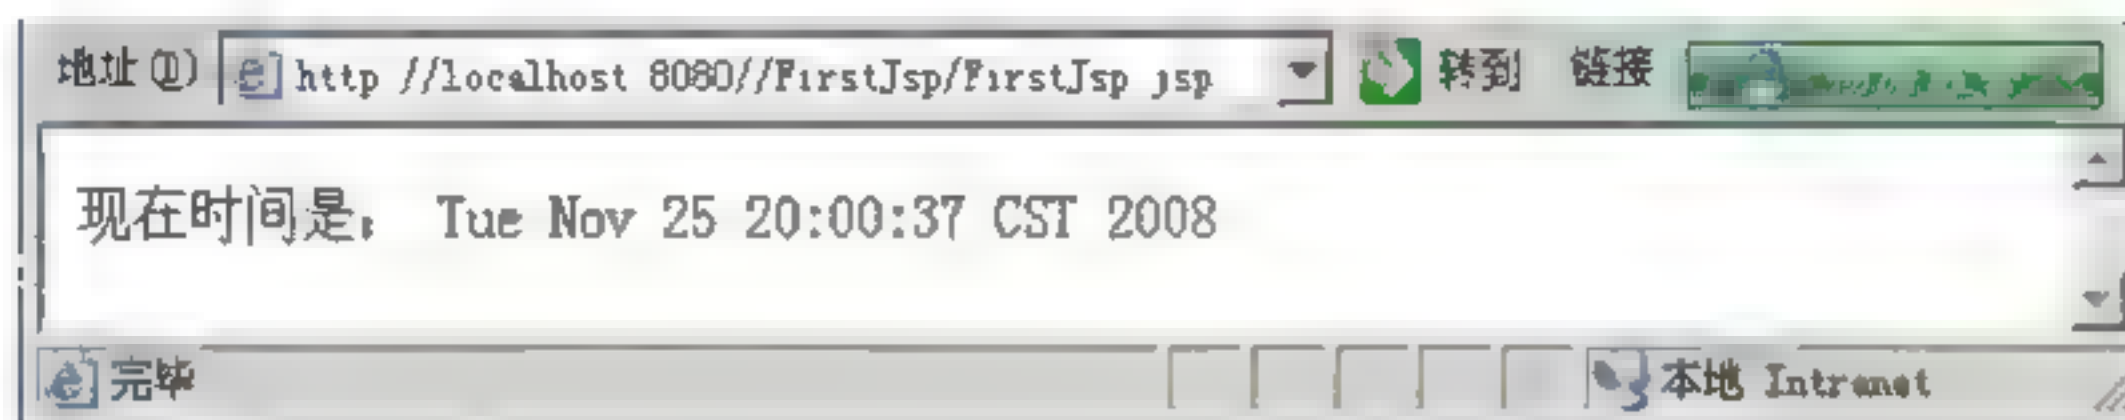 地址(D) http //localhost 8080//FirstJsp/FirstJsp jsp 转到 链接
现在时间是： Tue Nov 25 20:00:37 CST 2008
完毕 本地 Intranet